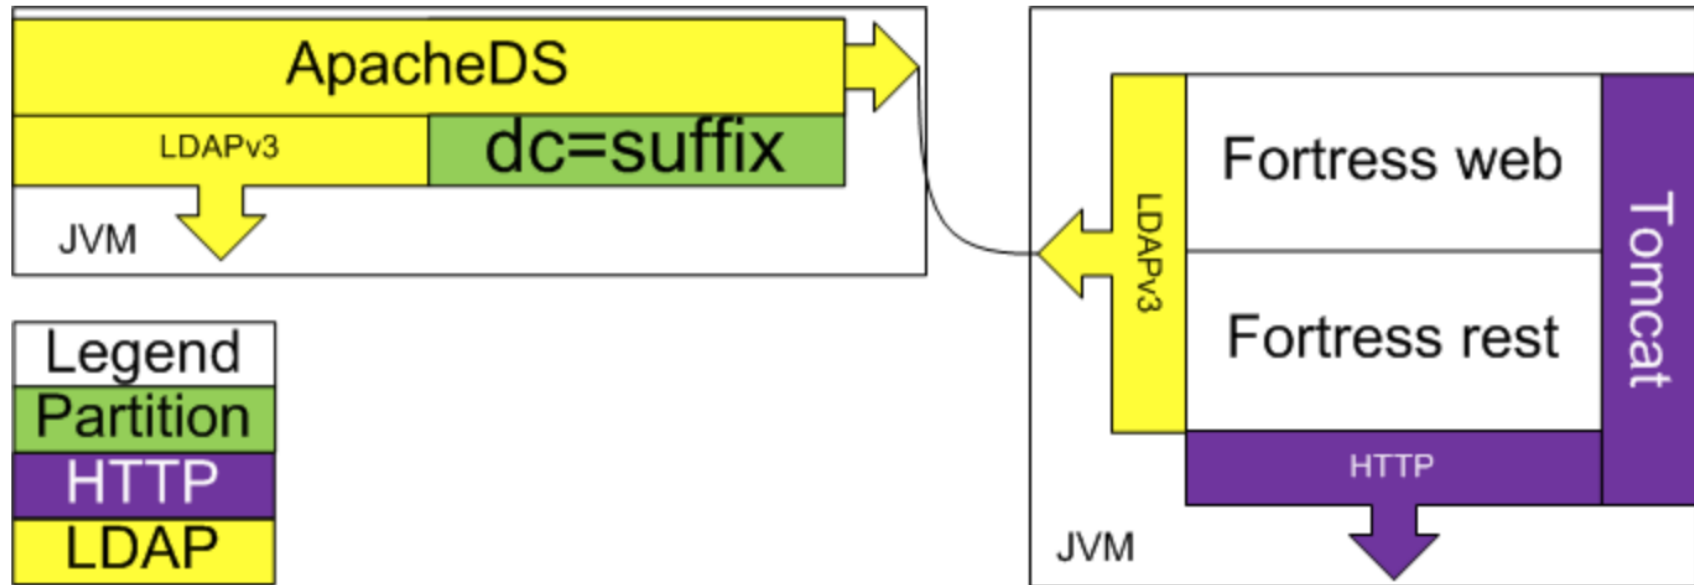 ApacheDS
LDAPv3
dc=suffix
JVM
Legend
Partition
HTTP
LDAP
LDAPv3
Fortress web
Fortress rest
Tomcat
HTTP
JVM